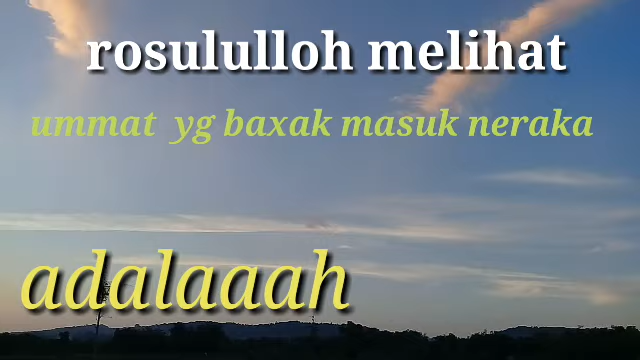 rosululloh melihat
ummat yg baxak masuk neraka
adalaaah